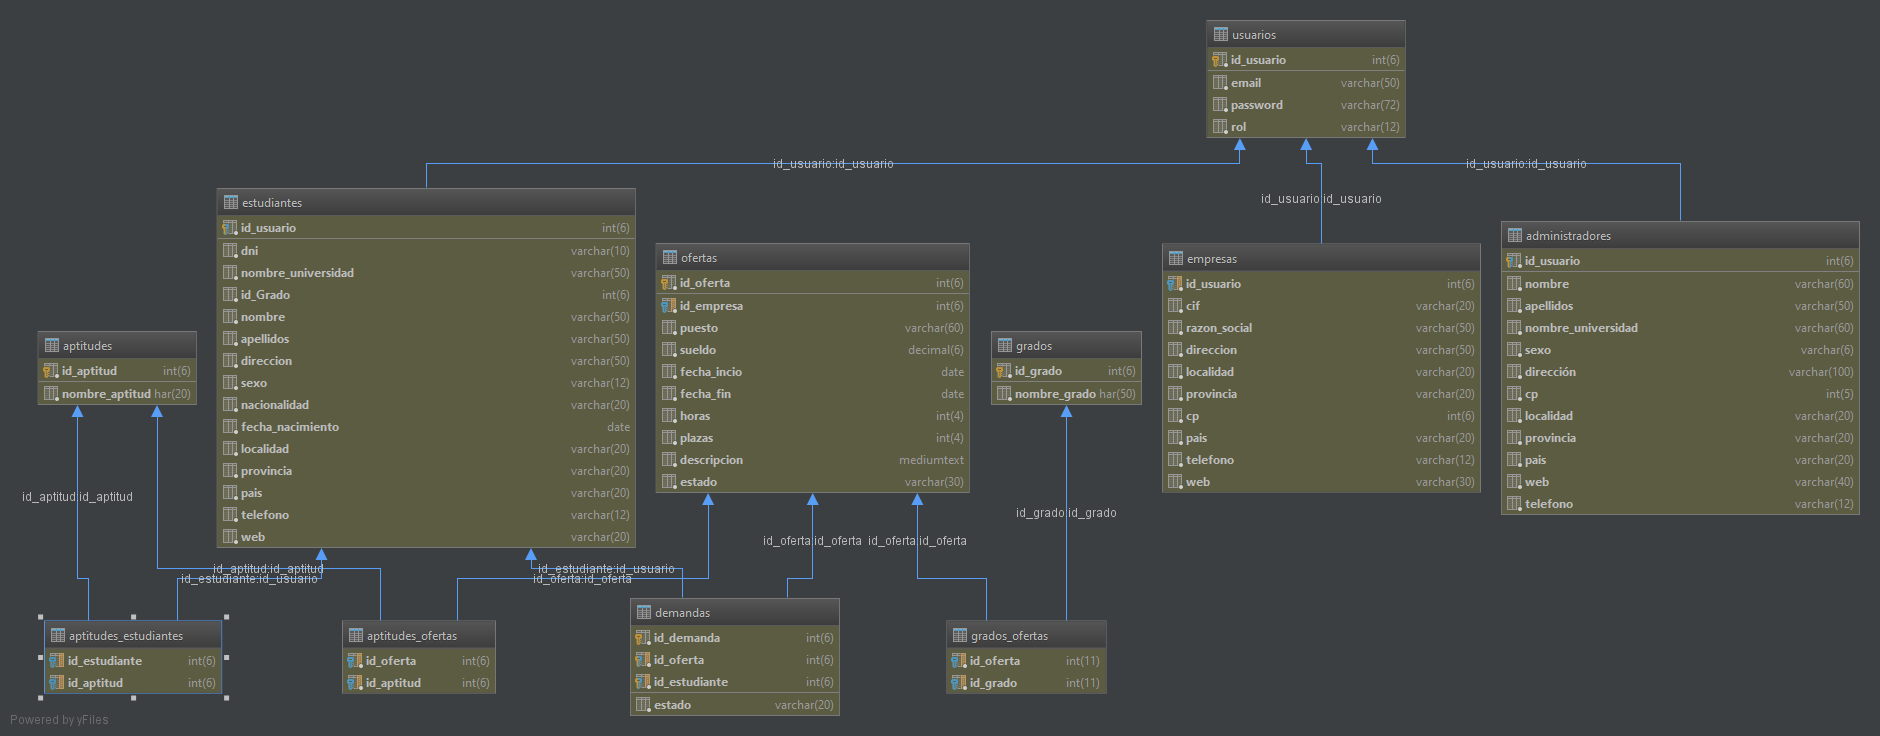 usuarios
id_usuario int(6)
email varchar(50)
password varchar(72)
rol varchar(12)
id_usuario:id_usuario
id_usuario:id_usuario
id_usuario:id_usuario
estudiantes
id_usuario int(6)
dni varchar(10)
nombre_universidad varchar(50)
id_Grado int(6)
nombre varchar(50)
apellidos varchar(50)
direccion varchar(50)
sexo varchar(12)
nacionalidad varchar(20)
fecha_nacimiento date
localidad varchar(20)
provincia varchar(20)
pais varchar(20)
telefono varchar(12)
web varchar(20)
ofertas
id_oferta int(6)
id_empresa int(6)
puesto varchar(60)
sueldo decimal(6)
fecha_incio date
fecha_fin date
horas int(4)
plazas int(4)
descripcion mediumtext
estado varchar(30)
empresas
id_usuario int(6)
cif varchar(20)
razon_social varchar(50)
direccion varchar(50)
localidad varchar(20)
provincia varchar(20)
cp int(6)
pais varchar(20)
telefono varchar(12)
web varchar(30)
administradores
id_usuario int(6)
nombre varchar(60)
apellidos varchar(50)
nombre_universidad varchar(60)
sexo varchar(6)
dirección varchar(100)
cp int(5)
localidad varchar(20)
provincia varchar(20)
pais varchar(20)
web varchar(40)
telefono varchar(12)
aptitudes
id_aptitud int(6)
nombre_aptitud har(20)
grados
id_grado int(6)
nombre_grado har(50)
id_aptitud:id_aptitud
id_grado:id_grado
id_oferta:id_oferta
id_oferta:id_oferta
id_aptitud:id_aptitud
id_estudiante:id_usuario
id_estudiante:id_usuario
id_oferta:id_oferta
aptitudes_estudiantes
id_estudiante int(6)
id_aptitud int(6)
aptitudes_ofertas
id_oferta int(6)
id_aptitud int(6)
demandas
id_demanda int(6)
id_oferta int(6)
id_estudiante int(6)
estado varchar(20)
grados_ofertas
id_oferta int(11)
id_grado int(11)
Powered by yFiles